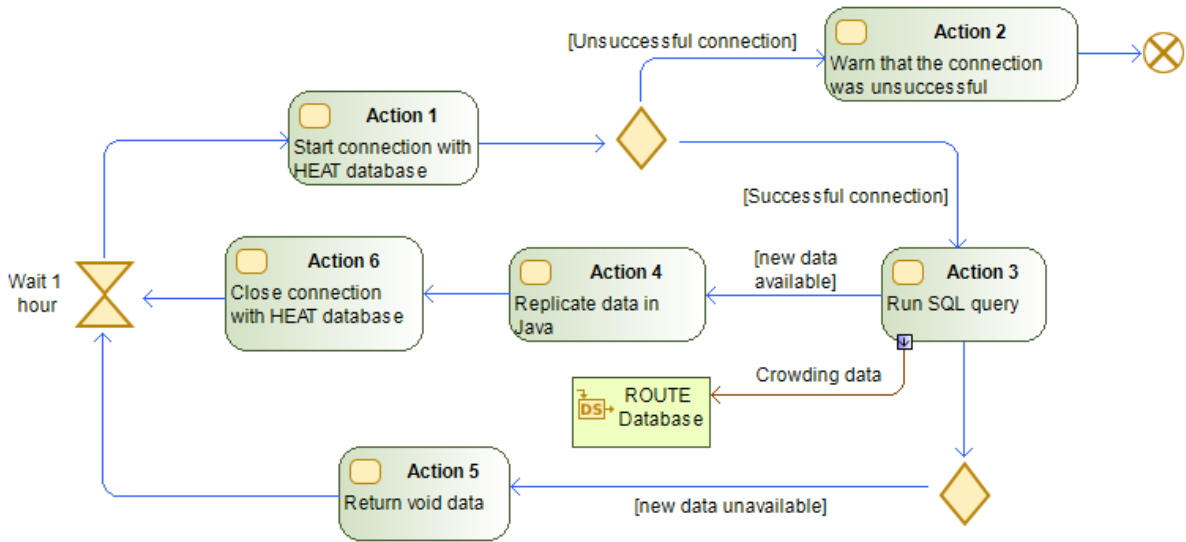 [Unsuccessful connection]
Action 2
Warn that the connection
was unsuccessful
Action 1
Start connection with
HEAT database
[Successful connection]
Wait 1
hour
Action 6
Close connection
with HEAT database
Action 4
Replicate data in
Java
[new data
available]
Action 3
Run SQL query
Crowding data
DS
ROUTE
Database
Action 5
Return void data
[new data unavailable]